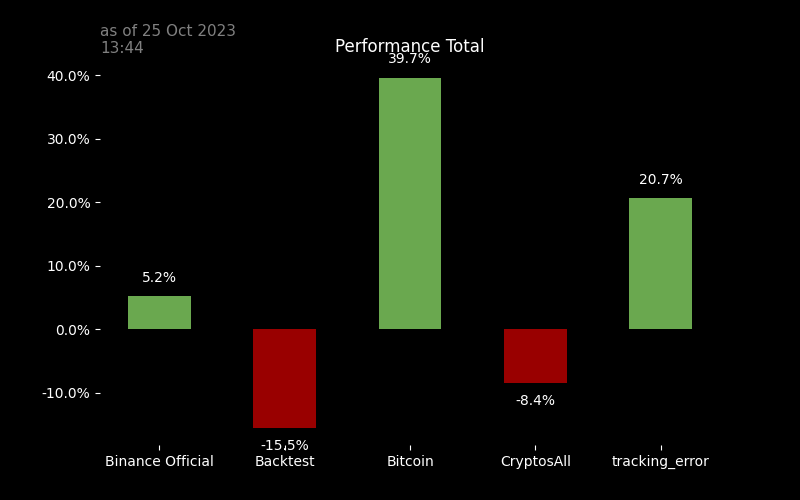 as of 25 Oct 2023
13:44
Performance Total
39.7%
40.0%
30.0%
20.7%
20.0%
10.0%
5.2%
0.0%
-10.0%
-8.4%
-15.5%
Binance Official
Backtest
Bitcoin
CryptosAll
tracking_error